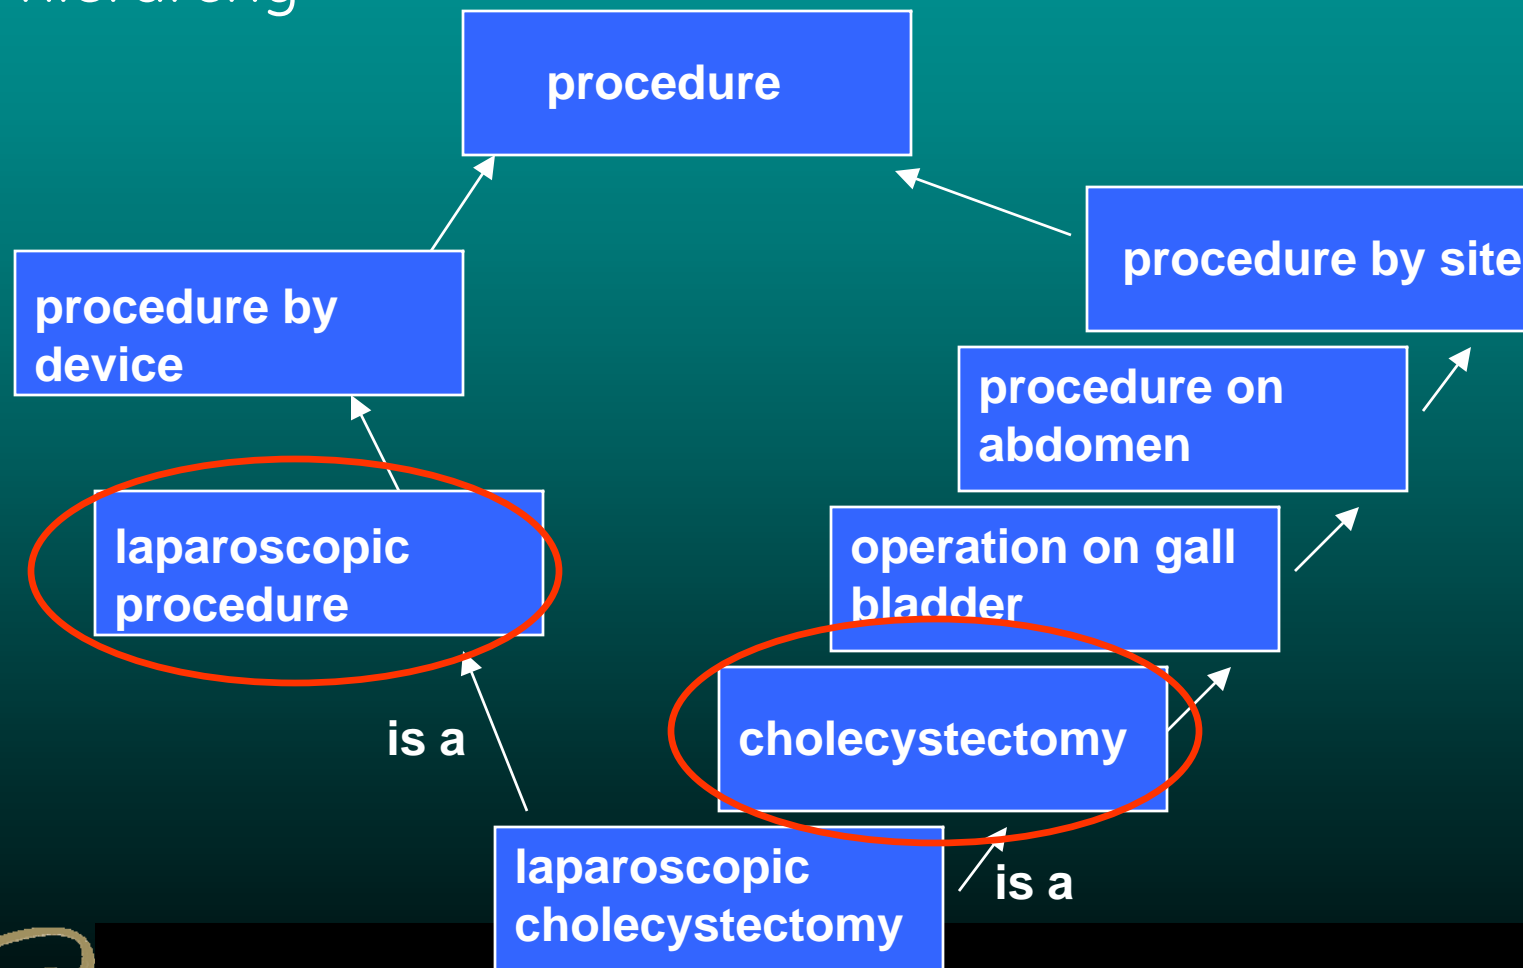 procedure
procedure by site
procedure by
device
procedure on
abdomen
laparoscopic
procedure
operation on gall
bladder
is a
cholecystectomy
laparoscopic
cholecystectomy
is a